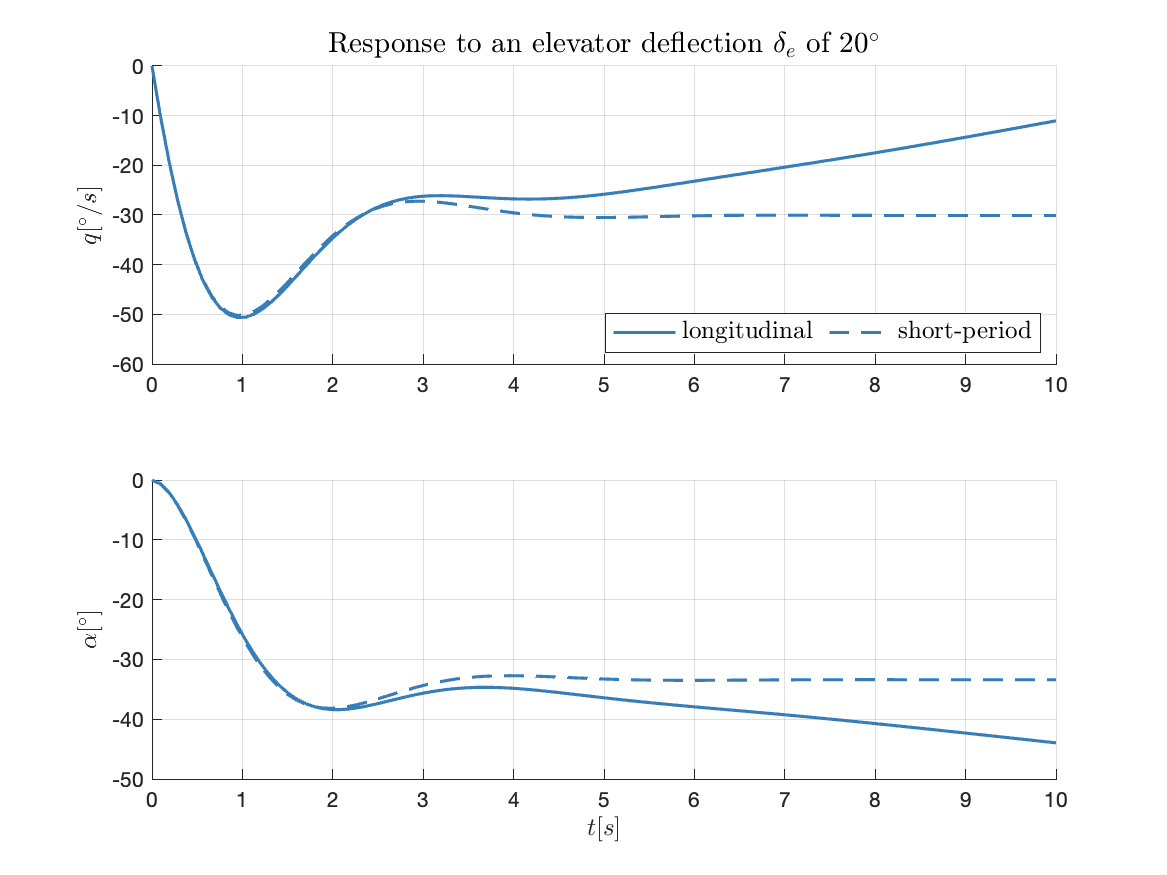 Response to an elevator deflection δₑ of 20°
0
-10
-20
-30
-40
-50
-60
q[°/s]
longitudinal short-period
0 1 2 3 4 5 6 7 8 9 10
0
-10
-20
-30
-40
-50
α[°]
0 1 2 3 4 5 6 7 8 9 10
t[s]